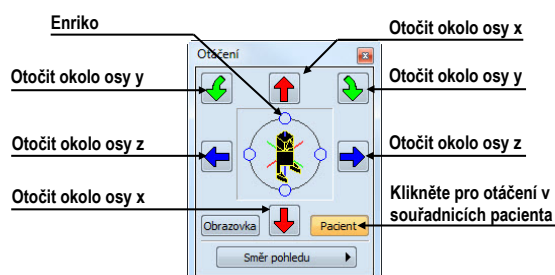 Enriko
Otočit okolo osy x
Otáčení
Otočit okolo osy y
Otočit okolo osy y
Otočit okolo osy z
Otočit okolo osy z
Otočit okolo osy x
Klikněte pro otáčení v
souřadnicích pacienta
Obrazovka
Pacient
Směr pohledu